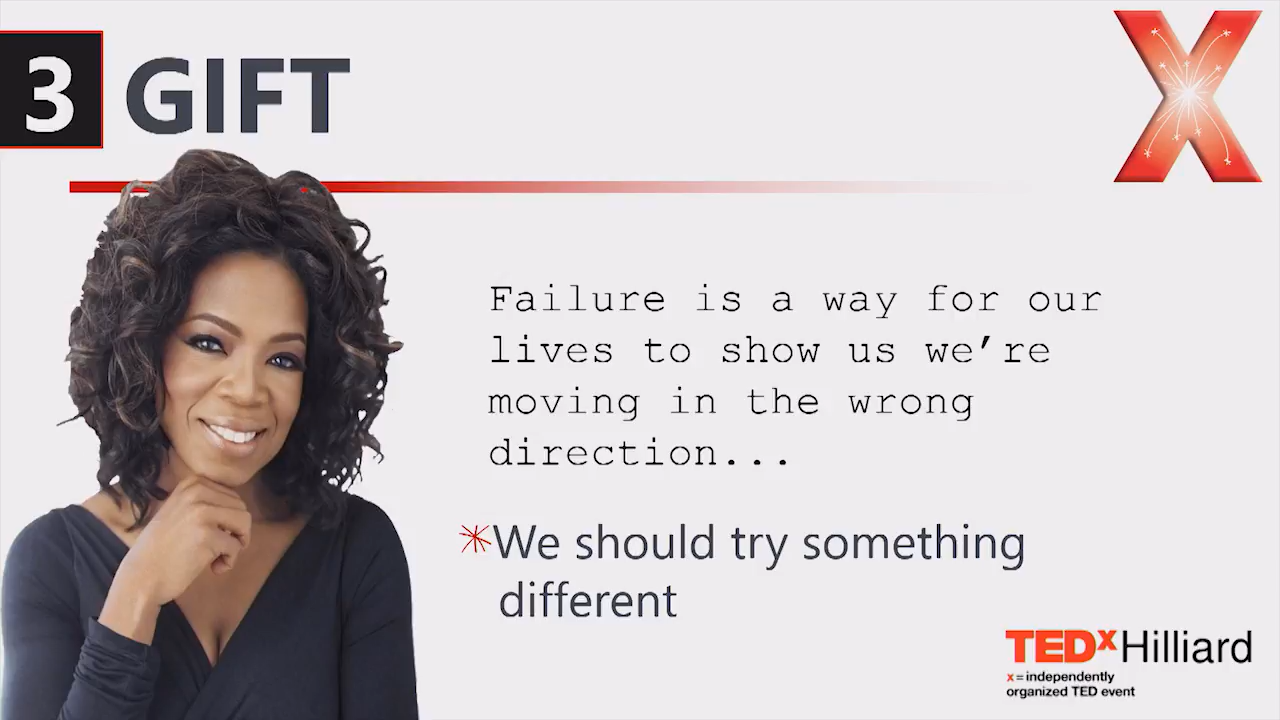 3 GIFT
X
Failure is a way for our
lives to show us we’re
moving in the wrong
direction...
We should try something
different
TEDxHilliard
x = independently
organized TED event